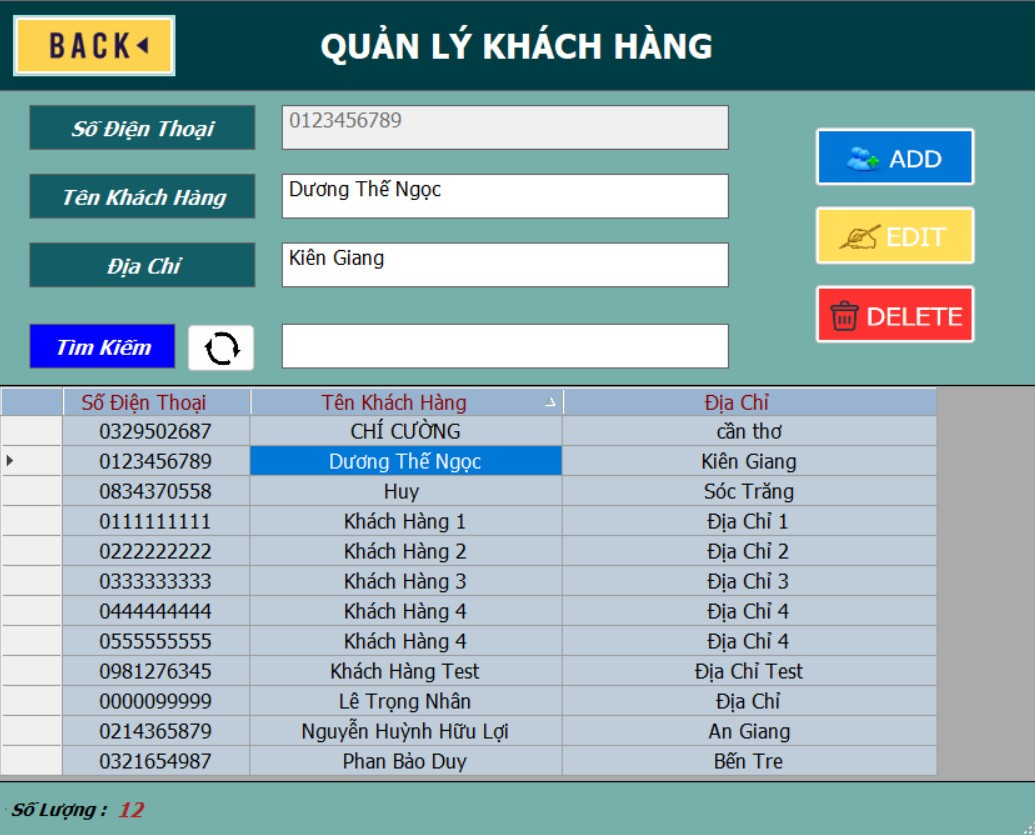 BACK
QUẢN LÝ KHÁCH HÀNG
Số Điện Thoại 0123456789
ADD
Tên Khách Hàng Dương Thế Ngọc
EDIT
Địa Chỉ Kiên Giang
DELETE
Tìm Kiếm
Số Điện Thoại Tên Khách Hàng Địa Chỉ
0329502687 CHÍ CƯỜNG cần thơ
0123456789 Dương Thế Ngọc Kiên Giang
0834370558 Huy Sóc Trăng
0111111111 Khách Hàng 1 Địa Chỉ 1
0222222222 Khách Hàng 2 Địa Chỉ 2
0333333333 Khách Hàng 3 Địa Chỉ 3
0444444444 Khách Hàng 4 Địa Chỉ 4
0555555555 Khách Hàng 4 Địa Chỉ 4
0981276345 Khách Hàng Test Địa Chỉ Test
0000099999 Lê Trọng Nhân Địa Chỉ
0214365879 Nguyễn Huỳnh Hữu Lợi An Giang
0321654987 Phan Bảo Duy Bến Tre
Số Lượng : 12